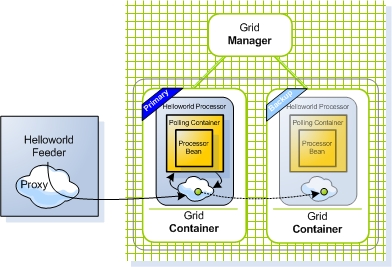 Grid
Manager
Primary
Backup
Helloworld Processor
Polling Container
Processor
Bean
Helloworld Processor
Polling Container
Processor
Bean
Helloworld
Feeder
Proxy
Grid
Container
Grid
Container